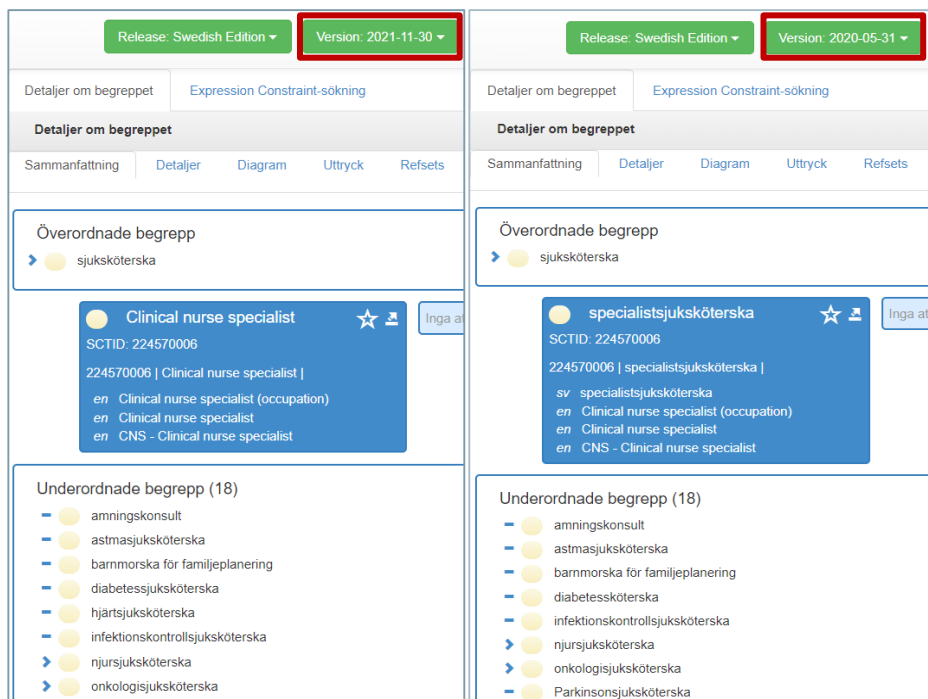 Release: Swedish Edition
Version: 2021-11-30
Detaljer om begreppet
Expression Constraint-sökning
Detaljer om begreppet
Sammanfattning
Detaljer
Diagram
Uttryck
Refsets
Överordnade begrepp
sjuksköterska
Clinical nurse specialist
Inga at
SCTID: 224570006
224570006 | Clinical nurse specialist |
en Clinical nurse specialist (occupation)
en Clinical nurse specialist
en CNS - Clinical nurse specialist
Underordnade begrepp (18)
amningskonsult
astmasjuksköterska
barnmorska för familjeplanering
diabetessjuksköterska
hjärtsjuksköterska
infektionskontrollsjuksköterska
njursjuksköterska
onkologisjuksköterska
Release: Swedish Edition
Version: 2020-05-31
Detaljer om begreppet
Expression Constraint-sökning
Detaljer om begreppet
Sammanfattning
Detaljer
Diagram
Uttryck
Refsets
Överordnade begrepp
sjuksköterska
specialistsjuksköterska
Inga at
SCTID: 224570006
224570006 | specialistsjuksköterska |
sv specialistsjuksköterska
en Clinical nurse specialist (occupation)
en Clinical nurse specialist
en CNS - Clinical nurse specialist
Underordnade begrepp (18)
amningskonsult
astmasjuksköterska
barnmorska för familjeplanering
diabetessköterska
infektionskontrollsjuksköterska
njursjuksköterska
onkologisjuksköterska
Parkinsonsjuksköterska